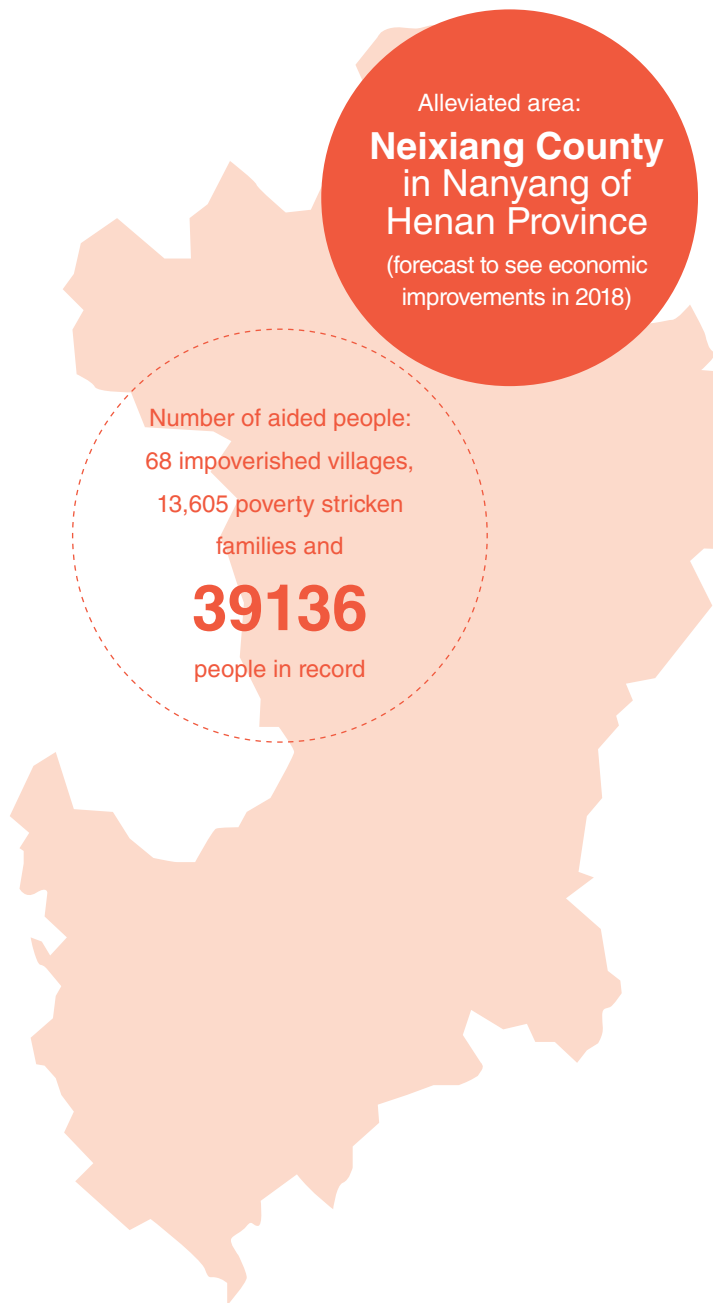 Alleviated area:
Neixiang County
in Nanyang of
Henan Province
(forecast to see economic
improvements in 2018)
Number of aided people:
68 impoverished villages,
13,605 poverty stricken
families and
39136
people in record